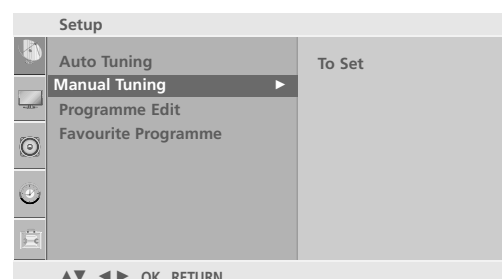 Setup
Auto Tuning
To Set
Manual Tuning ►
Programme Edit
Favourite Programme
▲▼ ◄► OK RETURN